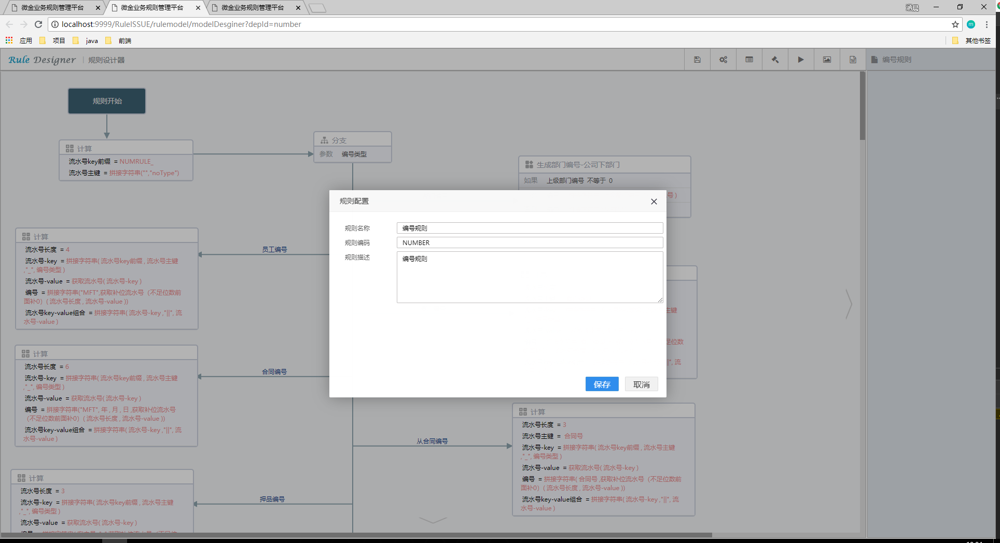 微金业务规则管理平台
微金业务规则管理平台
微金业务规则管理平台
涵晨
localhost:9999/RuleISSUE/rulemodel/modelDesginer?depId=number
m
应用
项目
java
前端
其他书签
Rule Designer | 规则设计器
编号规则
规则开始
计算
流水号key前缀 = NUMRULE_
流水号主键 = 拼接字符串("","noType")
分支
参数 编号类型
生成部门编号-公司下部门
如果 上级部门编号 不等于 0
号 )
规则配置
规则名称 编号规则
规则编码 NUMBER
规则描述 编号规则
保存
取消
计算
流水号长度 = 4
流水号-key = 拼接字符串( 流水号key前缀 , 流水号主键
,"_", 编号类型 )
流水号-value = 获取流水号( 流水号-key )
编号 = 拼接字符串("MFT",获取补位流水号（不足位数前
面补0）( 流水号长度 , 流水号-value ))
流水号key-value组合 = 拼接字符串( 流水号-key ,"||", 流
水号-value )
员工编号
主键
足位数
|", 流
计算
流水号长度 = 6
流水号-key = 拼接字符串( 流水号key前缀 , 流水号主键
,"_", 编号类型 )
流水号-value = 获取流水号( 流水号-key )
编号 = 拼接字符串("MFT", 年 , 月 , 日 ,获取补位流水号
（不足位数前面补0）( 流水号长度 , 流水号-value ))
流水号key-value组合 = 拼接字符串( 流水号-key ,"||", 流
水号-value )
合同编号
从合同编号
计算
流水号长度 = 3
流水号主键 = 合同号
流水号-key = 拼接字符串( 流水号key前缀 , 流水号主键
,"_", 编号类型 )
流水号-value = 获取流水号( 流水号-key )
编号 = 拼接字符串( 合同号 ,获取补位流水号（不足位数前
面补0）( 流水号长度 , 流水号-value ))
流水号key-value组合 = 拼接字符串( 流水号-key ,"||", 流
水号-value )
计算
流水号长度 = 3
流水号-key = 拼接字符串( 流水号key前缀 , 流水号主键
,"_", 编号类型 )
流水号-value = 获取流水号( 流水号-key )
押品编号